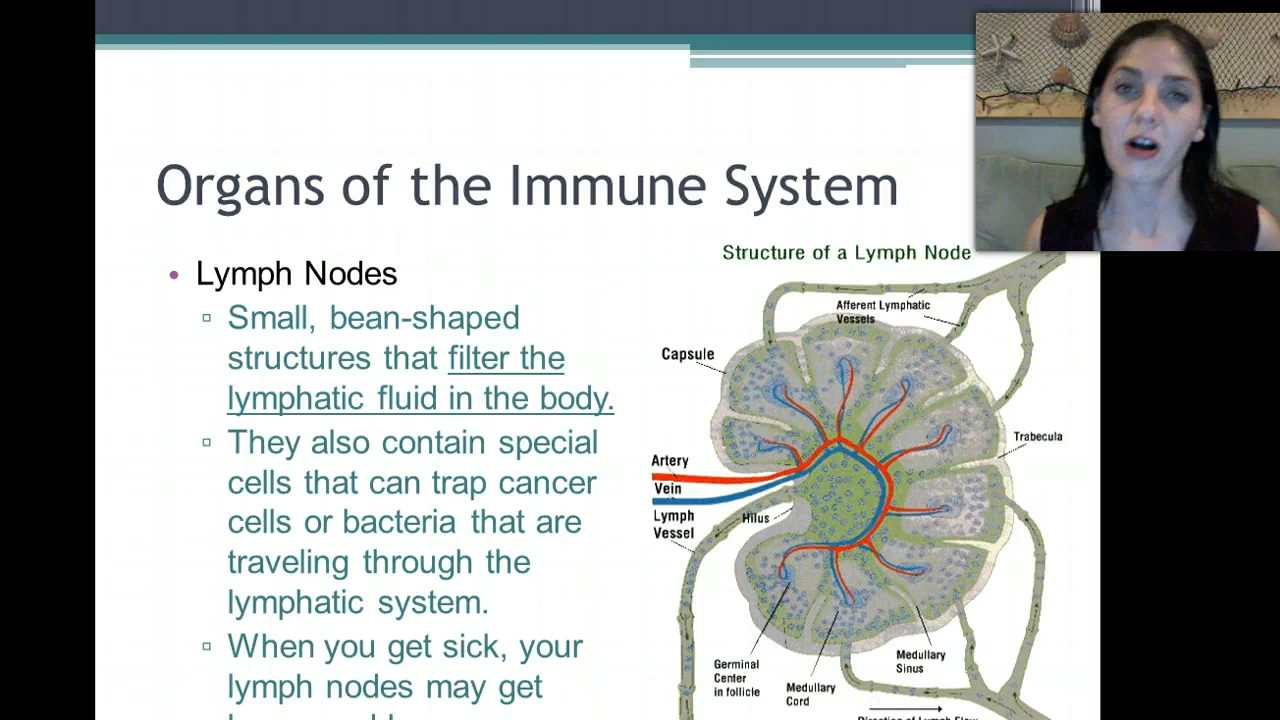 Organs of the Immune System
• Lymph Nodes
▫ Small, bean-shaped
structures that filter the
lymphatic fluid in the body.
▫ They also contain special
cells that can trap cancer
cells or bacteria that are
traveling through the
lymphatic system.
▫ When you get sick, your
lymph nodes may get
Structure of a Lymph Node
Afferent Lymphatic
Vessels
Capsule
Trabecula
Artery
Vein
Lymph
Vessel
Hilus
Germinal
Center
in follicle
Medullary
Cord
Medullary
Sinus
Direction of Lymph Flow